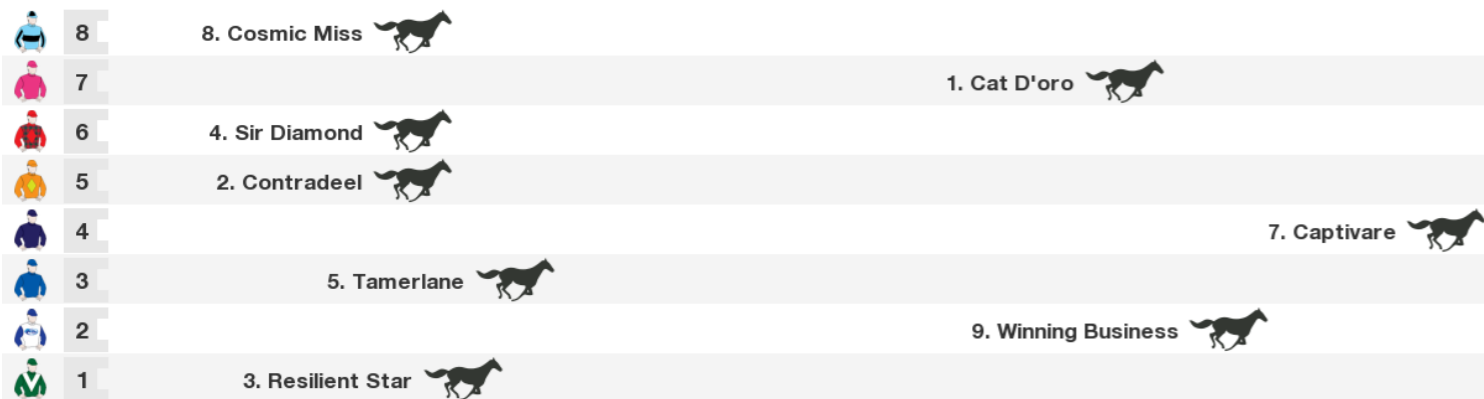 8 8. Cosmic Miss
7 1. Cat D'oro
6 4. Sir Diamond
5 2. Contradeel
4 7. Captivare
3 5. Tamerlane
2 9. Winning Business
1 3. Resilient Star